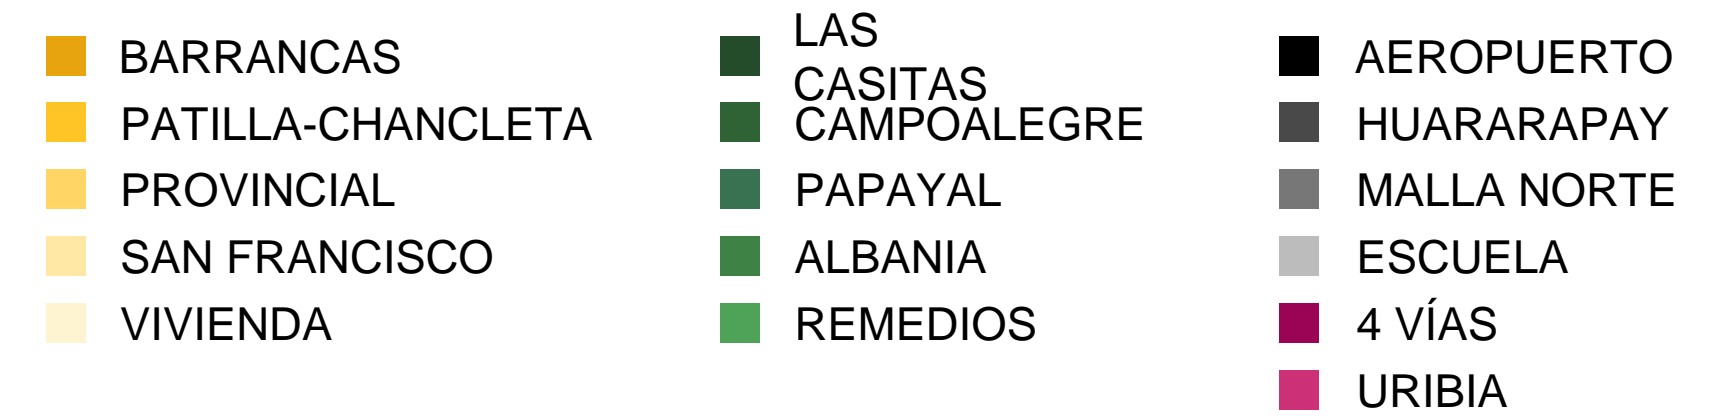 BARRANCAS
PATILLA-CHANCLETA
PROVINCIAL
SAN FRANCISCO
VIVIENDA
LAS
CASITAS
CAMPOALEGRE
PAPAYAL
ALBANIA
REMEDIOS
AEROPUERTO
HUARARAPAY
MALLA NORTE
ESCUELA
4 VÍAS
URIBIA